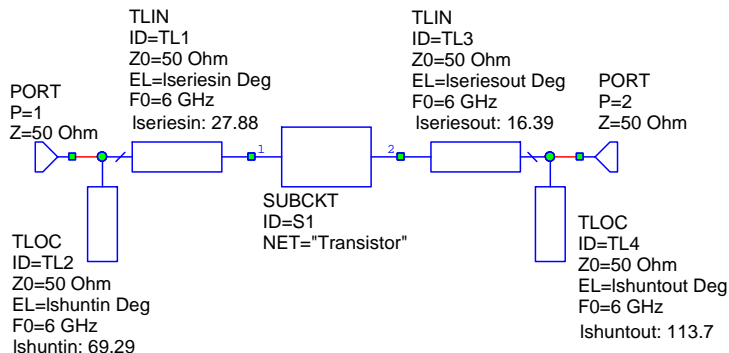 TLIN
ID=TL1
Z0=50 Ohm
EL=lseriesin Deg
F0=6 GHz
lseriesin: 27.88
TLIN
ID=TL3
Z0=50 Ohm
EL=lseriesout Deg
F0=6 GHz
lseriesout: 16.39
PORT
P=1
Z=50 Ohm
PORT
P=2
Z=50 Ohm
1
2
SUBCKT
ID=S1
NET="Transistor"
TLOC
ID=TL2
Z0=50 Ohm
EL=lshuntin Deg
F0=6 GHz
lshuntin: 69.29
TLOC
ID=TL4
Z0=50 Ohm
EL=lshuntout Deg
F0=6 GHz
lshuntout: 113.7